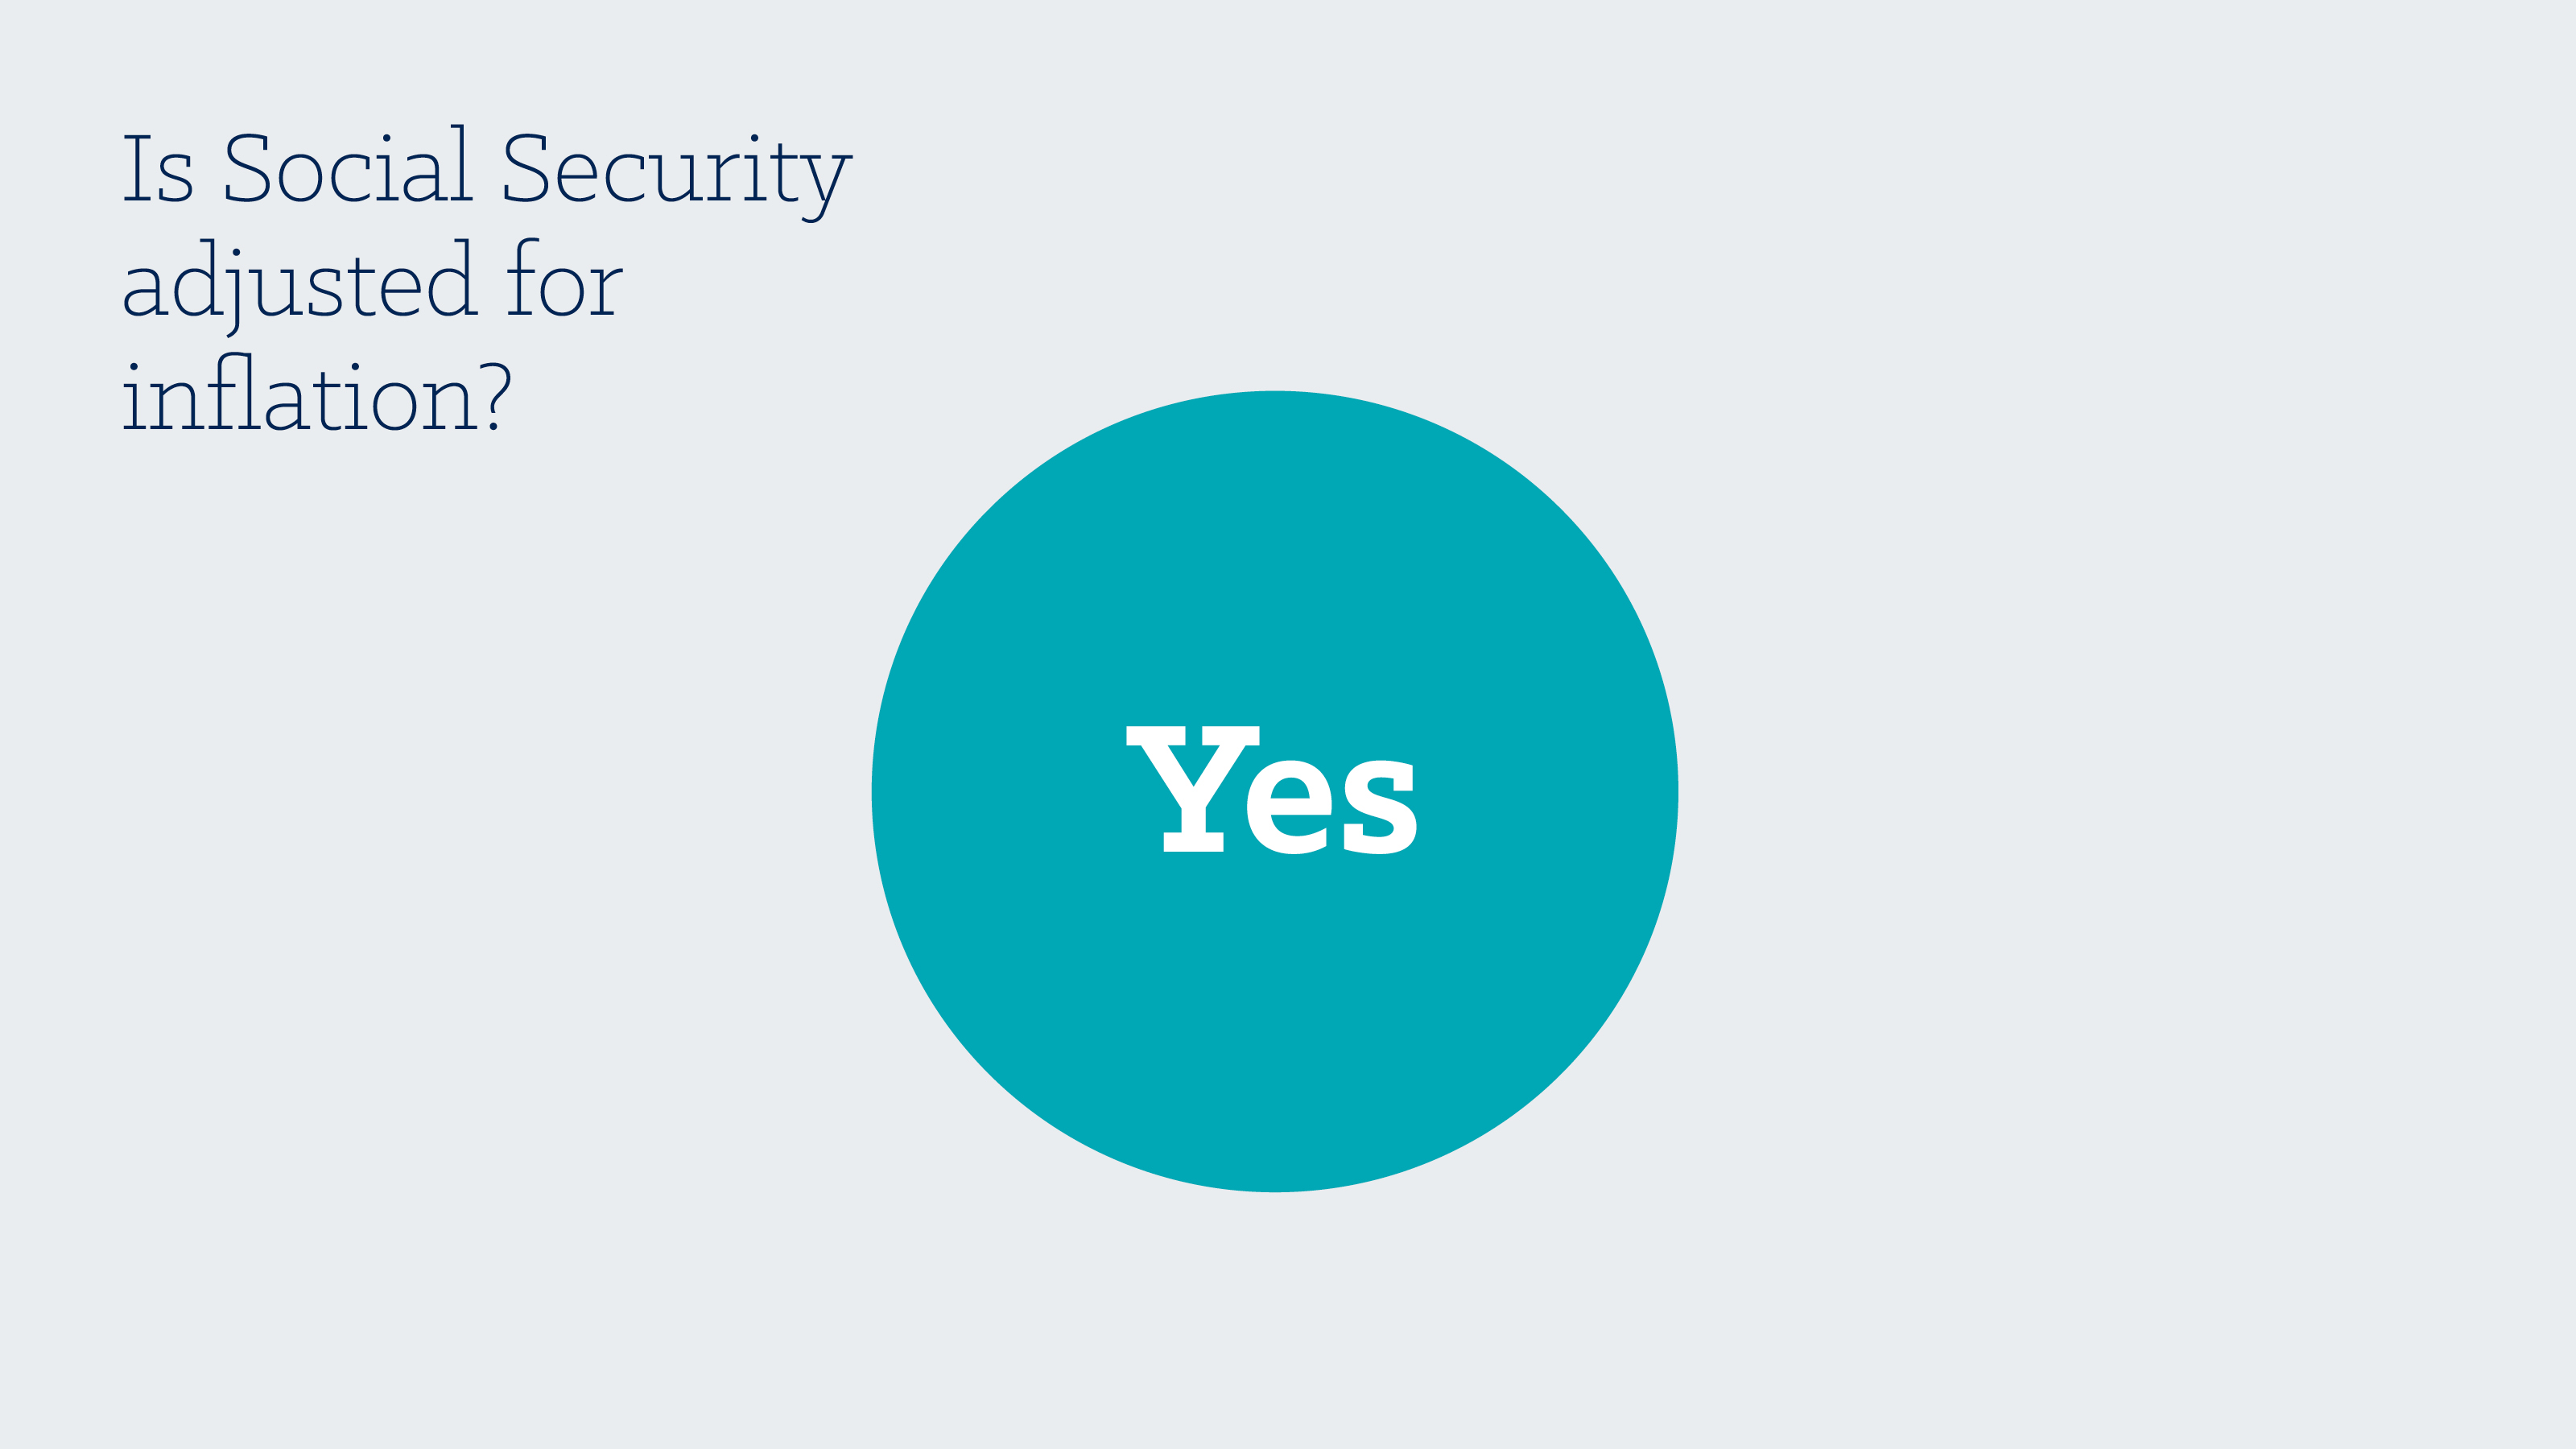 Is Social Security
adjusted for
inflation?
Yes